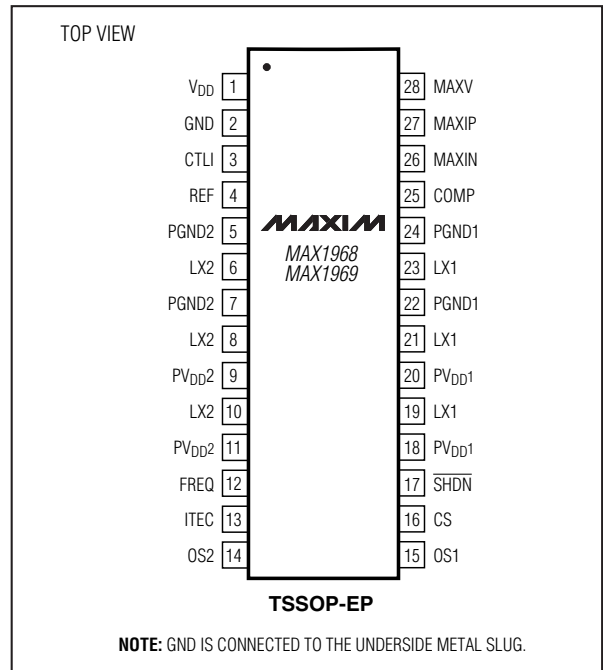 TOP VIEW
VDD 1
GND 2
CTLI 3
REF 4
PGND2 5
LX2 6
PGND2 7
LX2 8
PVDD2 9
LX2 10
PVDD2 11
FREQ 12
ITEC 13
OS2 14
MAXIM
MAX1968
MAX1969
28 MAXV
27 MAXIP
26 MAXIN
25 COMP
24 PGND1
23 LX1
22 PGND1
21 LX1
20 PVDD1
19 LX1
18 PVDD1
17 SHDN
16 CS
15 OS1
TSSOP-EP
NOTE: GND IS CONNECTED TO THE UNDERSIDE METAL SLUG.